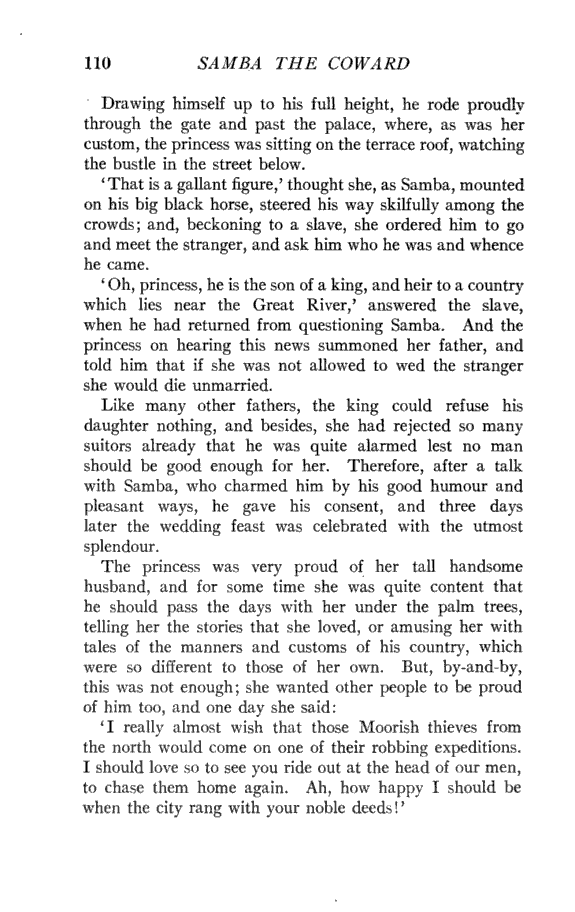 110 SAMBA THE COWARD
Drawing himself up to his full height, he rode proudly
through the gate and past the palace, where, as was her
custom, the princess was sitting on the terrace roof, watching
the bustle in the street below.
‘That is a gallant figure,’ thought she, as Samba, mounted
on his big black horse, steered his way skilfully among the
crowds; and, beckoning to a slave, she ordered him to go
and meet the stranger, and ask him who he was and whence
he came.
‘Oh, princess, he is the son of a king, and heir to a country
which lies near the Great River,’ answered the slave,
when he had returned from questioning Samba. And the
princess on hearing this news summoned her father, and
told him that if she was not allowed to wed the stranger
she would die unmarried.
Like many other fathers, the king could refuse his
daughter nothing, and besides, she had rejected so many
suitors already that he was quite alarmed lest no man
should be good enough for her. Therefore, after a talk
with Samba, who charmed him by his good humour and
pleasant ways, he gave his consent, and three days
later the wedding feast was celebrated with the utmost
splendour.
The princess was very proud of her tall handsome
husband, and for some time she was quite content that
he should pass the days with her under the palm trees,
telling her the stories that she loved, or amusing her with
tales of the manners and customs of his country, which
were so different to those of her own. But, by-and-by,
this was not enough; she wanted other people to be proud
of him too, and one day she said:
‘I really almost wish that those Moorish thieves from
the north would come on one of their robbing expeditions.
I should love so to see you ride out at the head of our men,
to chase them home again. Ah, how happy I should be
when the city rang with your noble deeds!’